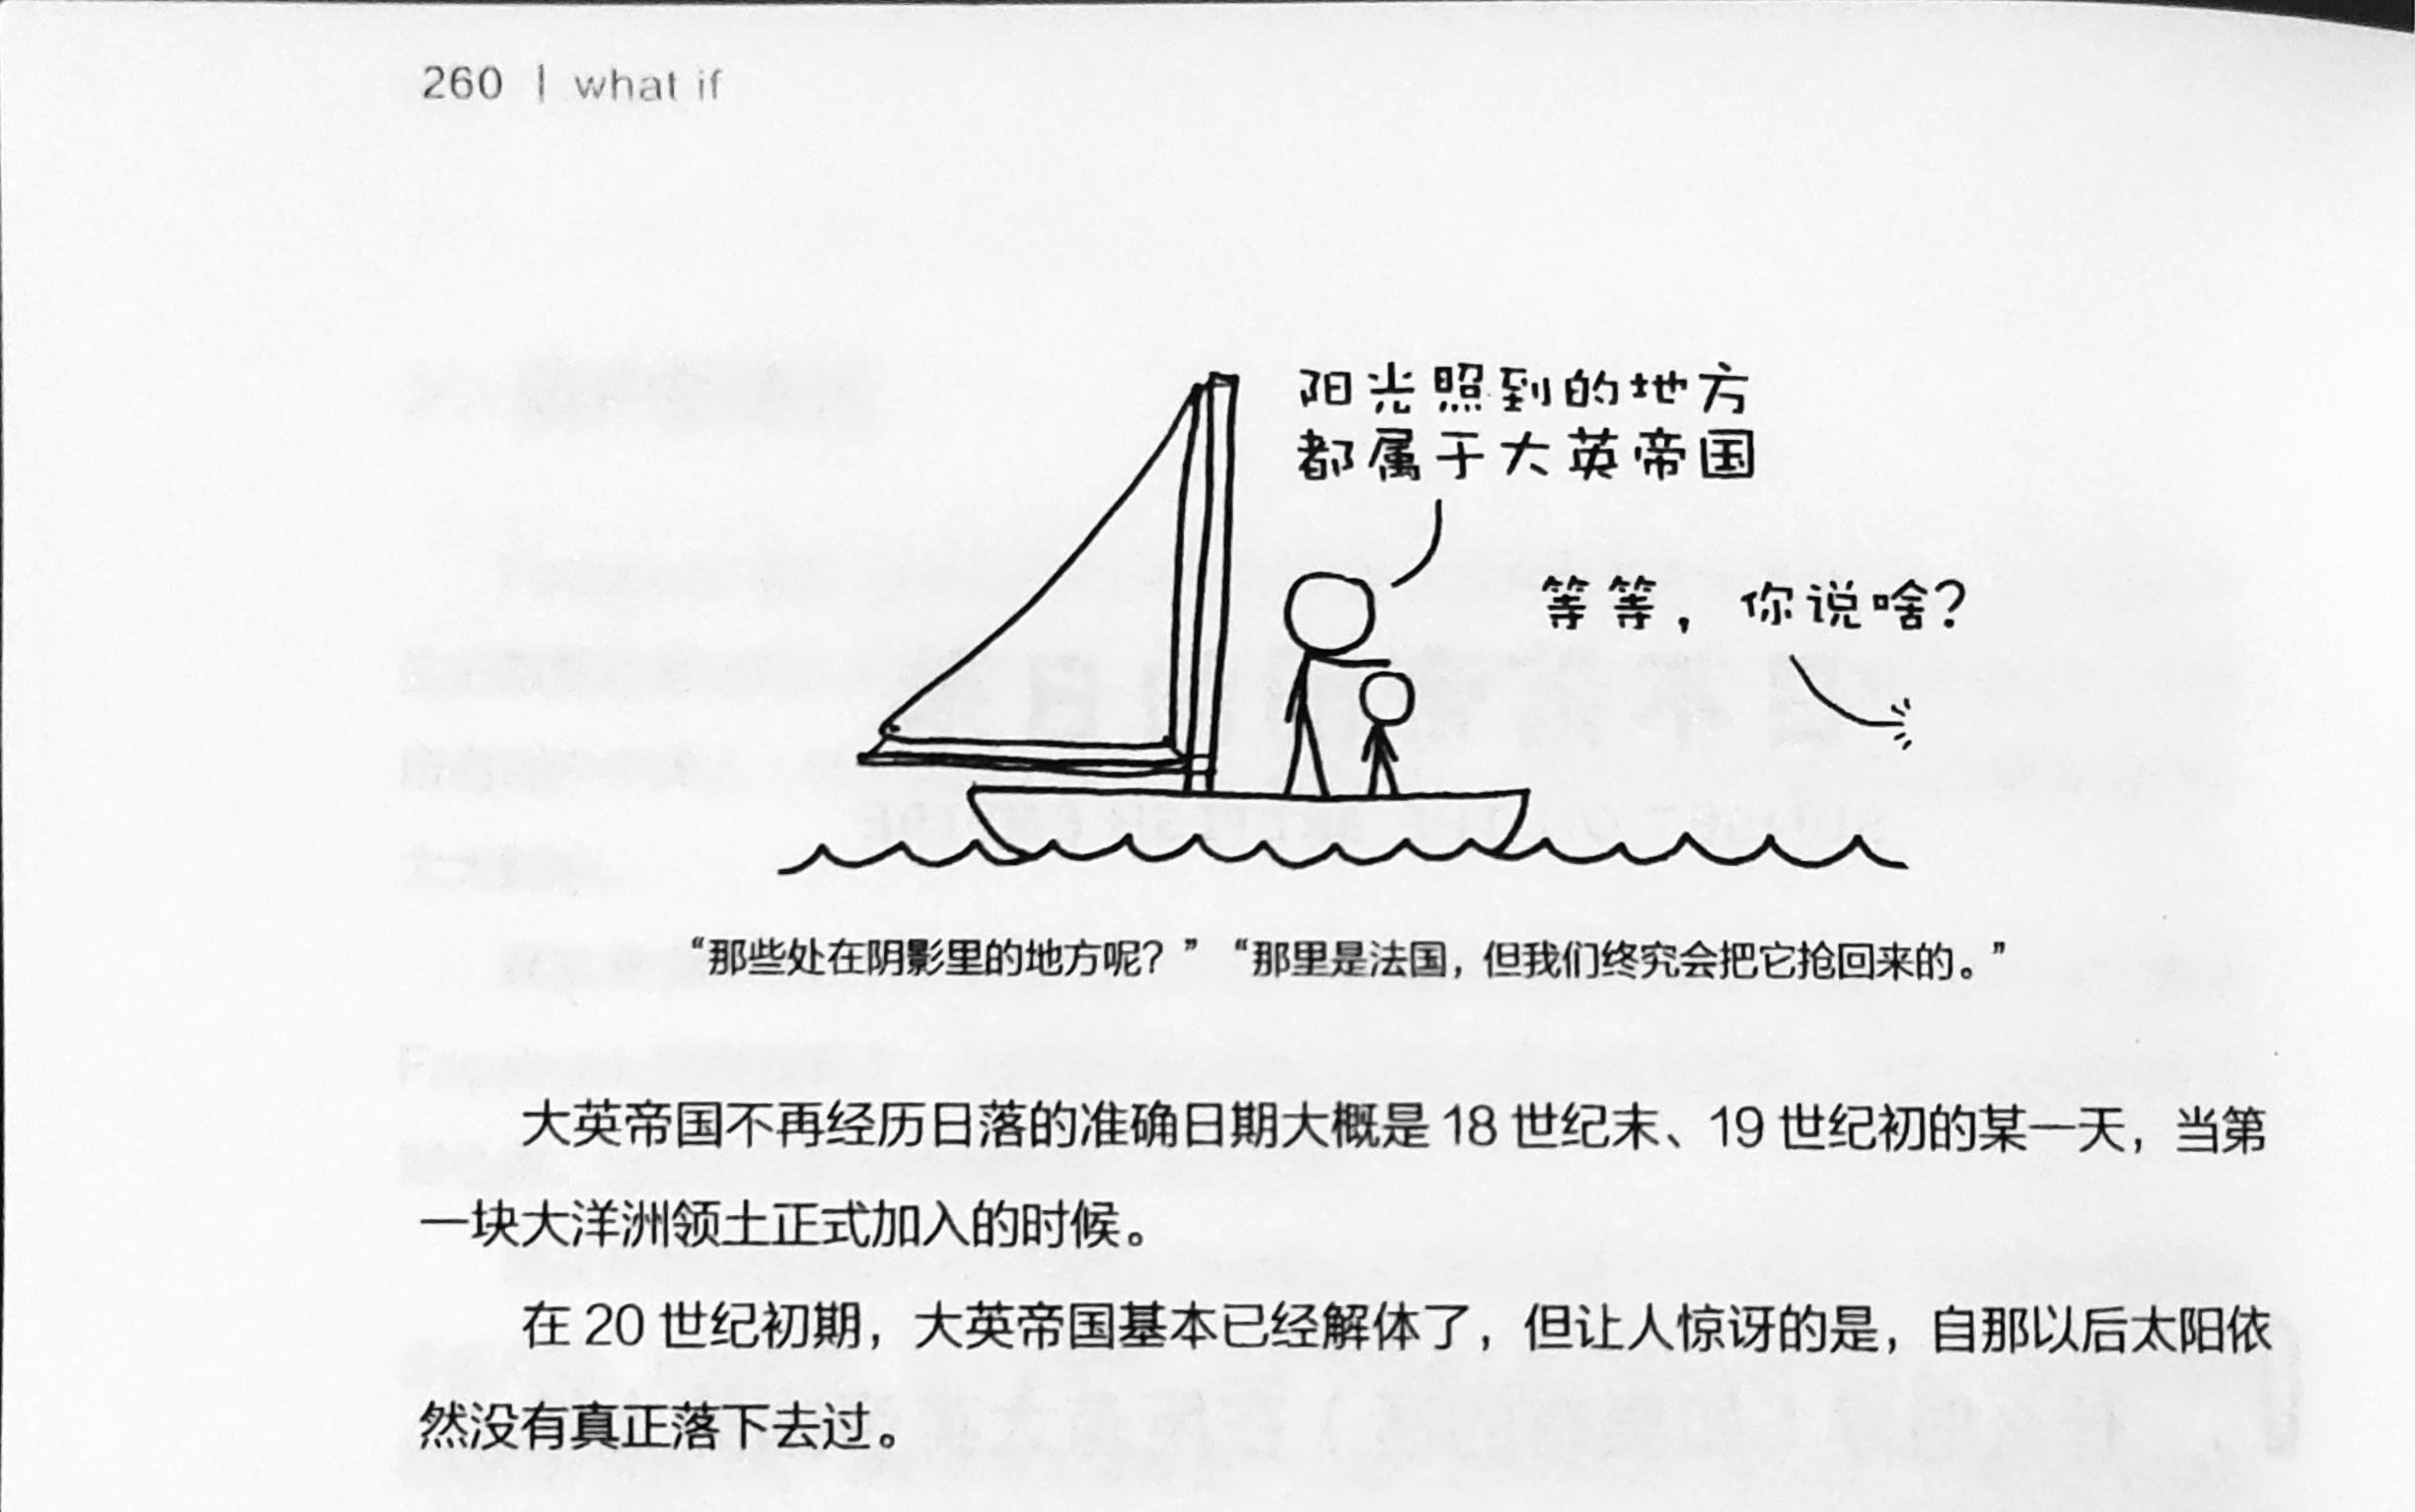 260 | what if
阳光照到的地方
都属于大英帝国
等等，你说啥？
“那些处在阴影里的地方呢？”“那里是法国，但我们终究会把它抢回来的。”
大英帝国不再经历日落的准确日期大概是 18 世纪末、19 世纪初的某一天，当第
一块大洋洲领土正式加入的时候。
在 20 世纪初期，大英帝国基本已经解体了，但让人惊讶的是，自那以后太阳依
然没有真正落下去过。